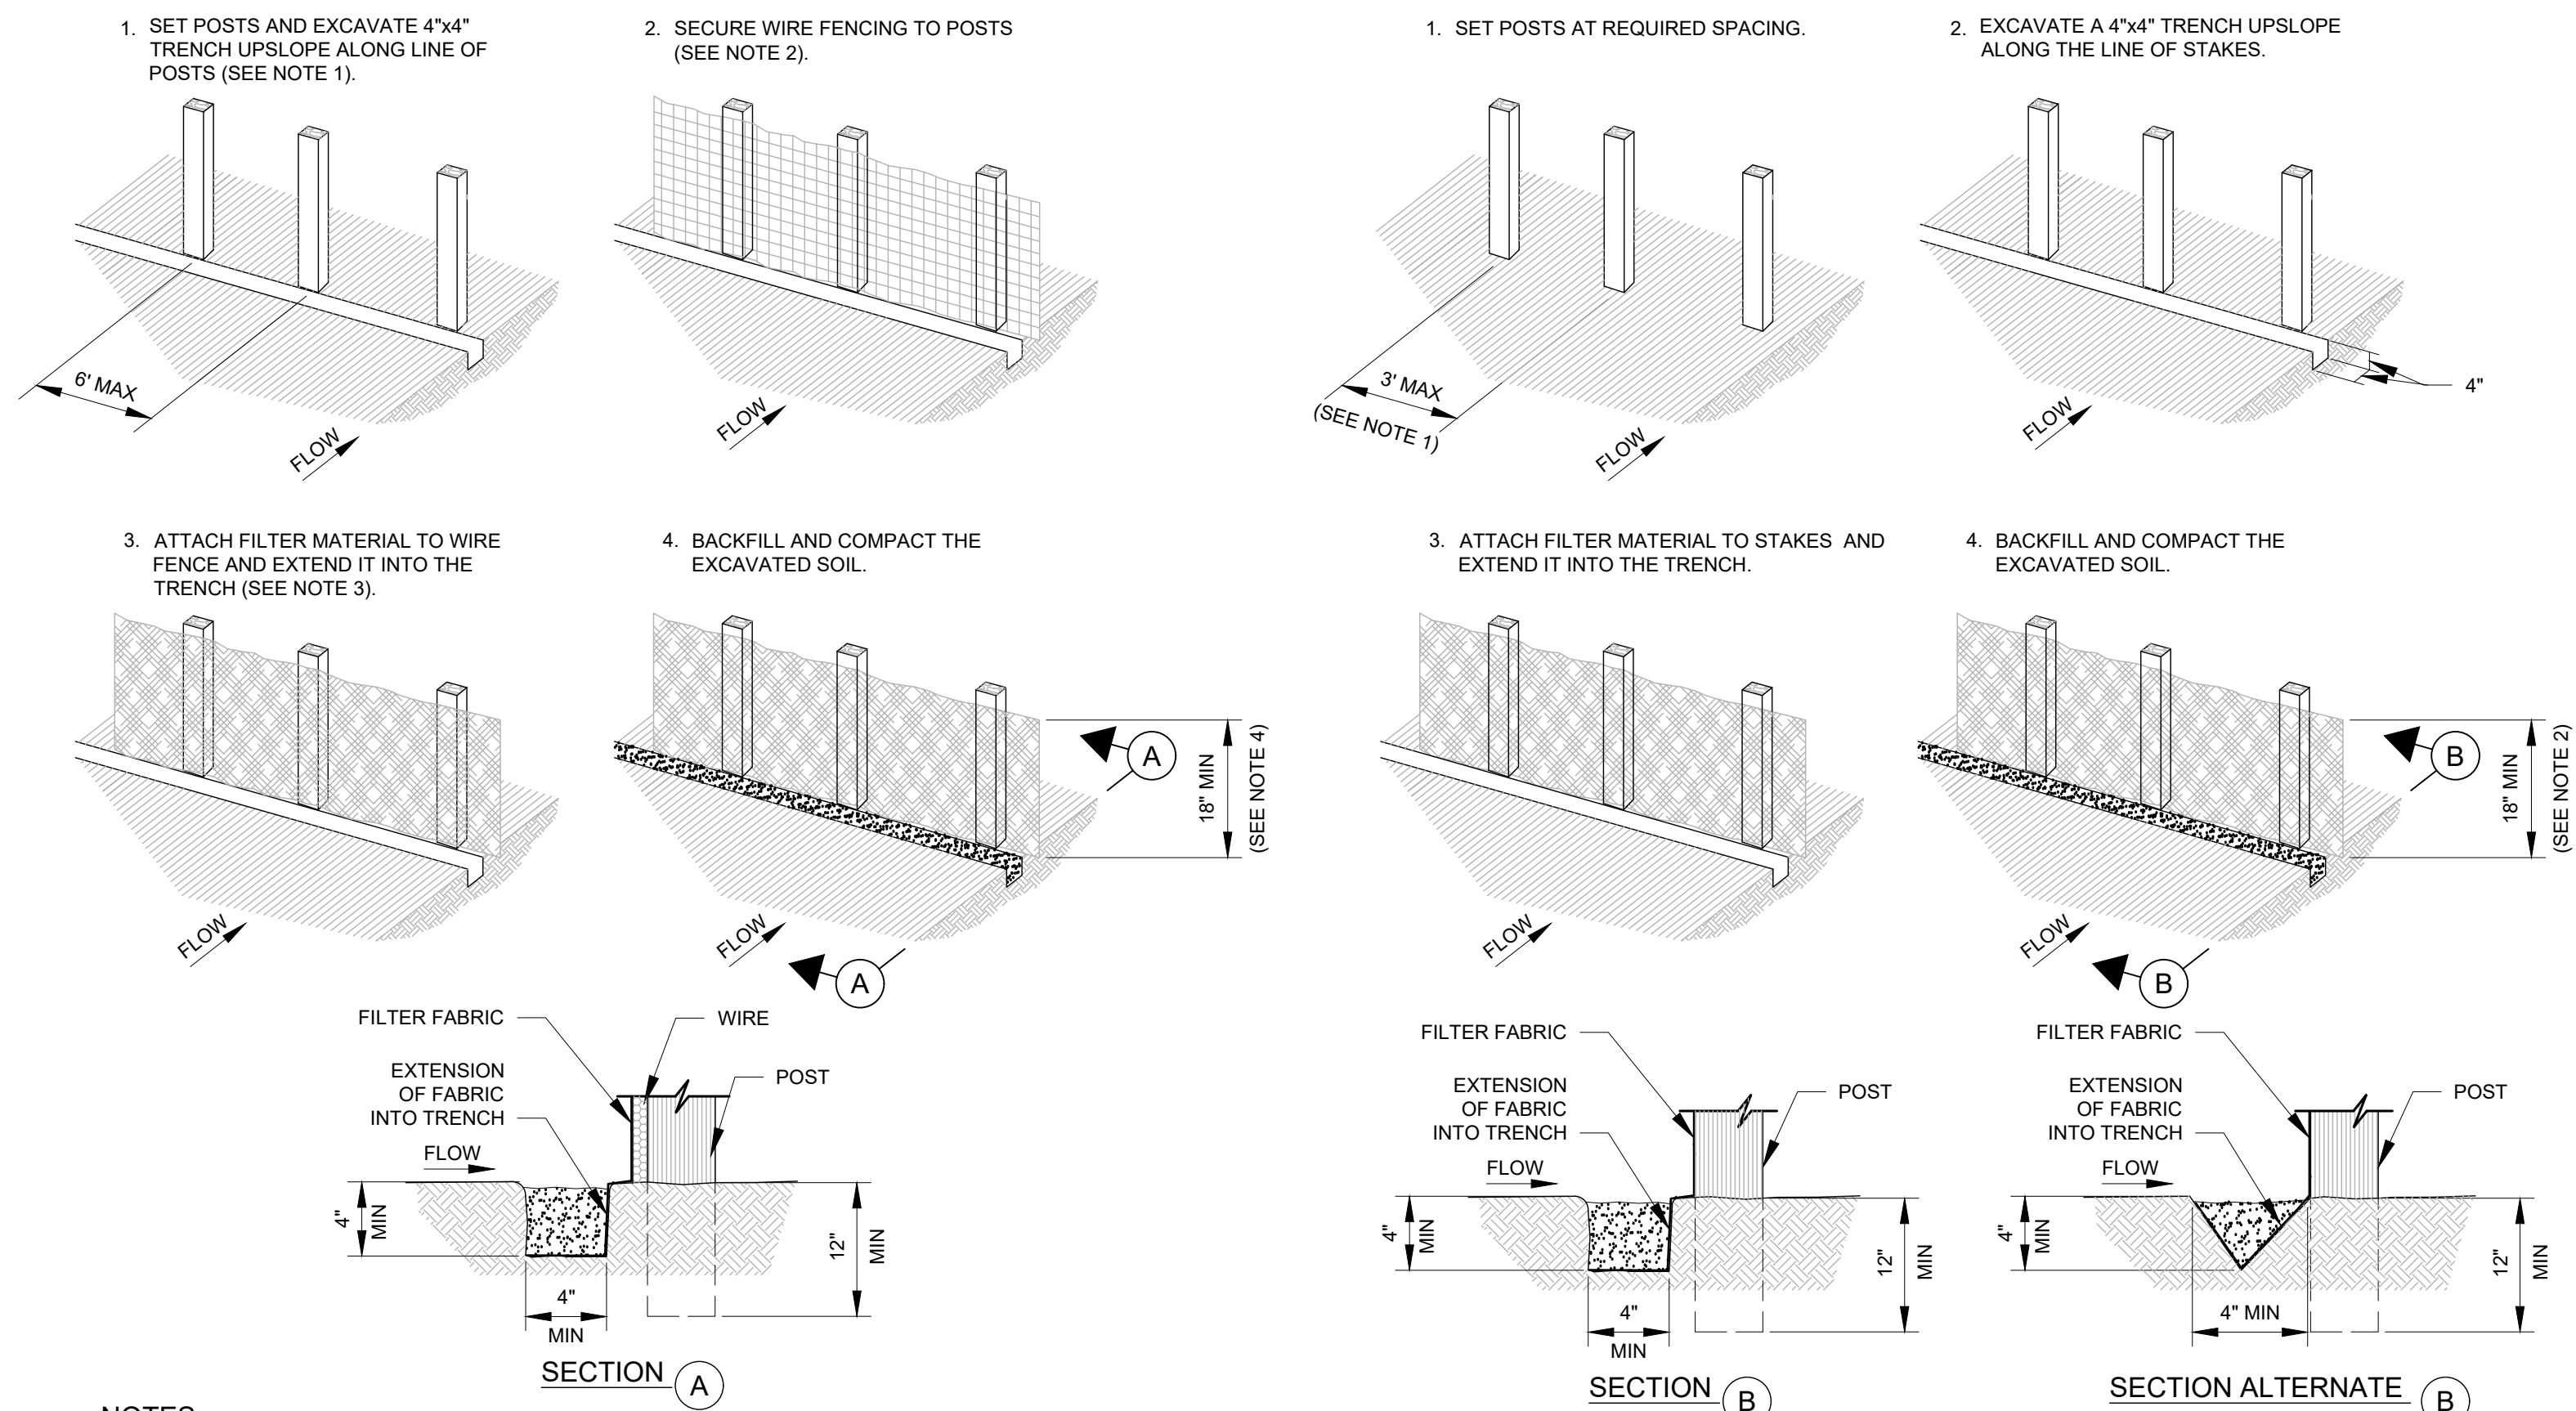 1. SET POSTS AND EXCAVATE 4"x4"
TRENCH UPSLOPE ALONG LINE OF
POSTS (SEE NOTE 1).
6' MAX
FLOW
2. SECURE WIRE FENCING TO POSTS
(SEE NOTE 2).
FLOW
3. ATTACH FILTER MATERIAL TO WIRE
FENCE AND EXTEND IT INTO THE
TRENCH (SEE NOTE 3).
FLOW
4. BACKFILL AND COMPACT THE
EXCAVATED SOIL.
A
18" MIN
(SEE NOTE 4)
FLOW
A
FILTER FABRIC
WIRE
EXTENSION
OF FABRIC
INTO TRENCH
POST
FLOW
4"
MIN
12"
MIN
4"
MIN
SECTION A
NOTES
1. SET POSTS AT REQUIRED SPACING.
3' MAX
(SEE NOTE 1)
FLOW
2. EXCAVATE A 4"x4" TRENCH UPSLOPE
ALONG THE LINE OF STAKES.
4"
FLOW
3. ATTACH FILTER MATERIAL TO STAKES AND
EXTEND IT INTO THE TRENCH.
FLOW
4. BACKFILL AND COMPACT THE
EXCAVATED SOIL.
B
18" MIN
(SEE NOTE 2)
FLOW
B
FILTER FABRIC
EXTENSION
OF FABRIC
INTO TRENCH
POST
FLOW
4"
MIN
12"
MIN
4"
MIN
SECTION B
FILTER FABRIC
EXTENSION
OF FABRIC
INTO TRENCH
POST
FLOW
4"
MIN
12"
MIN
4" MIN
SECTION ALTERNATE B